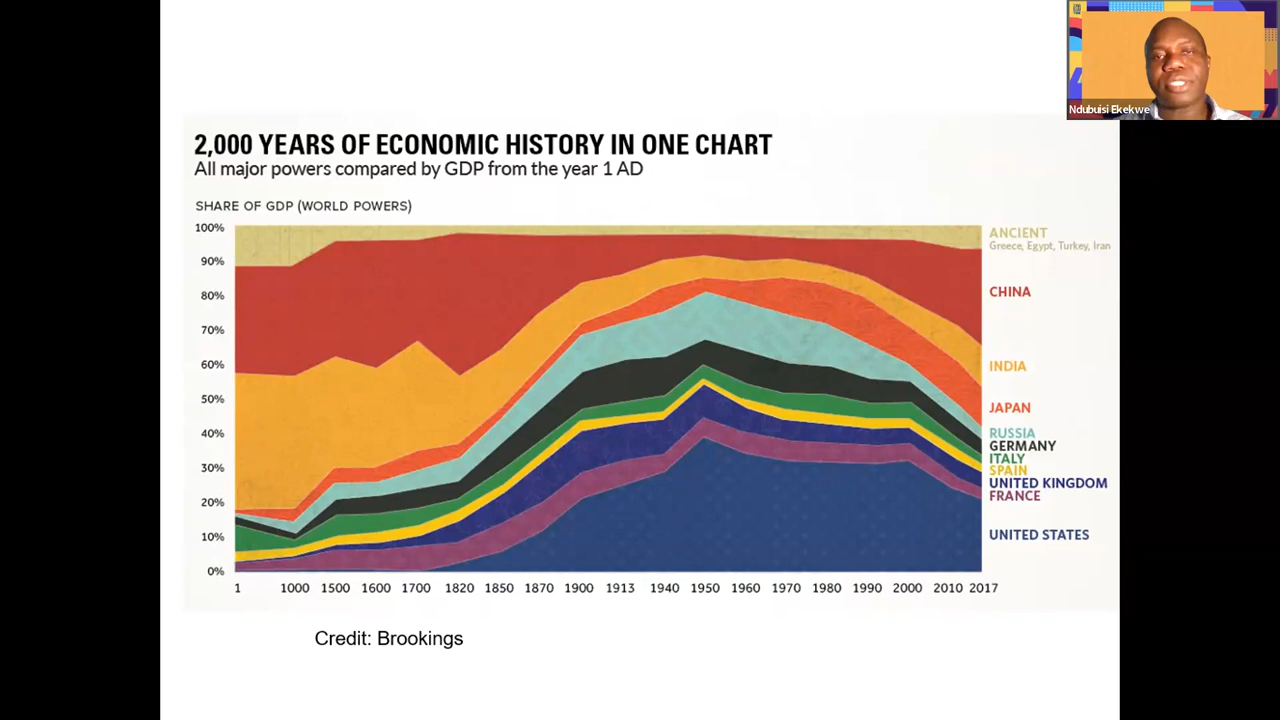 Ndubuisi Ekekwe
2,000 YEARS OF ECONOMIC HISTORY IN ONE CHART
All major powers compared by GDP from the year 1 AD
SHARE OF GDP (WORLD POWERS)
100%
90%
80%
70%
60%
50%
40%
30%
20%
10%
0%
ANCIENT
Greece, Egypt, Turkey, Iran
CHINA
INDIA
JAPAN
RUSSIA
GERMANY
ITALY
SPAIN
UNITED KINGDOM
FRANCE
UNITED STATES
1 1000 1500 1600 1700 1820 1850 1870 1900 1913 1940 1950 1960 1970 1980 1990 2000 2010 2017
Credit: Brookings